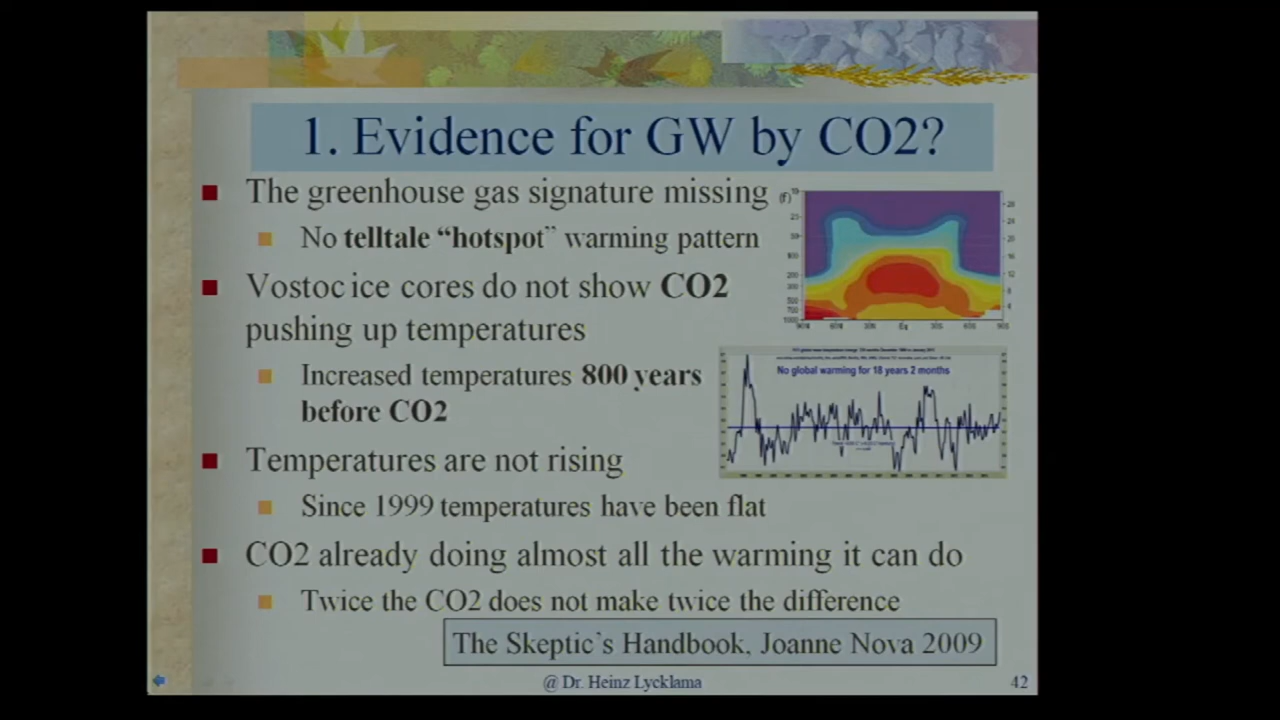 1. Evidence for GW by CO2?
The greenhouse gas signature missing
(f)
No telltale “hotspot” warming pattern
Vostoc ice cores do not show CO2
pushing up temperatures
Increased temperatures 800 years
before CO2
No global warming for 18 years 2 months
Temperatures are not rising
Since 1999 temperatures have been flat
CO2 already doing almost all the warming it can do
Twice the CO2 does not make twice the difference
The Skeptic’s Handbook, Joanne Nova 2009
@ Dr. Heinz Lycklama
42